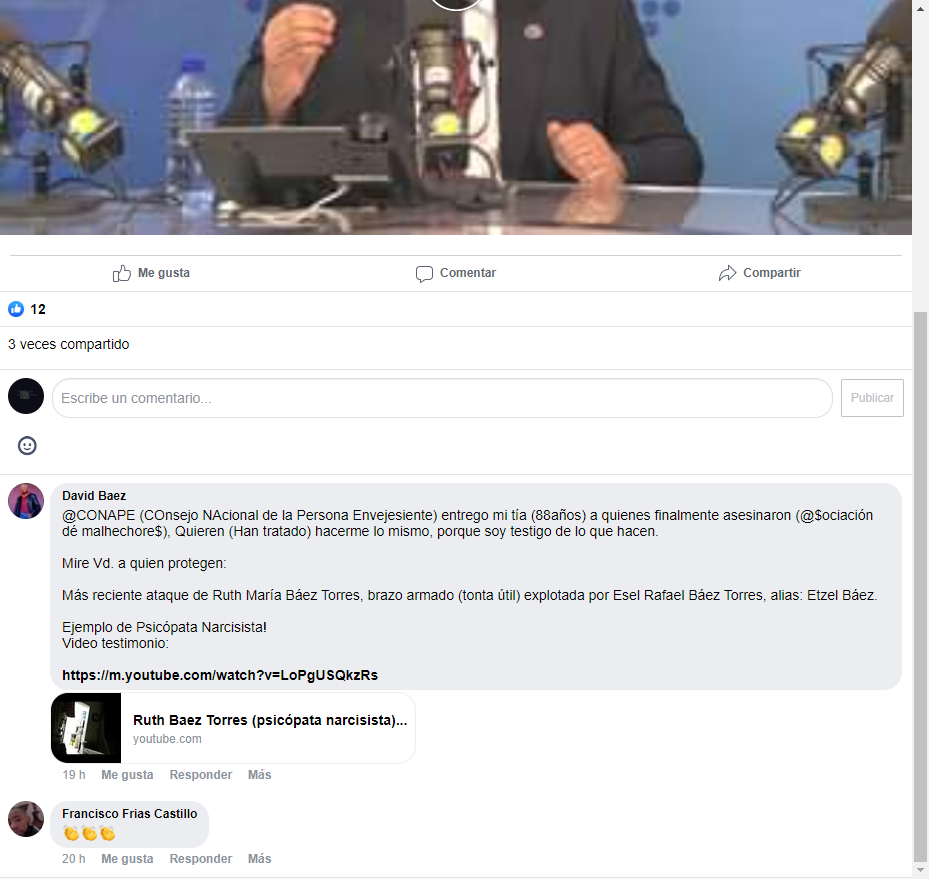 Me gusta
Comentar
Compartir
12
3 veces compartido
Escribe un comentario...
Publicar
David Baez
@CONAPE (COnsejo NAcional de la Persona Envejesiente) entrego mi tía (88años) a quienes finalmente asesinaron (@$ociación
dé malhechore$), Quieren (Han tratado) hacerme lo mismo, porque soy testigo de lo que hacen.
Mire Vd. a quien protegen:
Más reciente ataque de Ruth María Báez Torres, brazo armado (tonta útil) explotada por Esel Rafael Báez Torres, alias: Etzel Báez.
Ejemplo de Psicópata Narcisista!
Video testimonio:
https://m.youtube.com/watch?v=LoPgUSQkzRs
Ruth Baez Torres (psicópata narcisista)...
youtube.com
19 h Me gusta Responder Más
Francisco Frias Castillo
👏👏👏
20 h Me gusta Responder Más